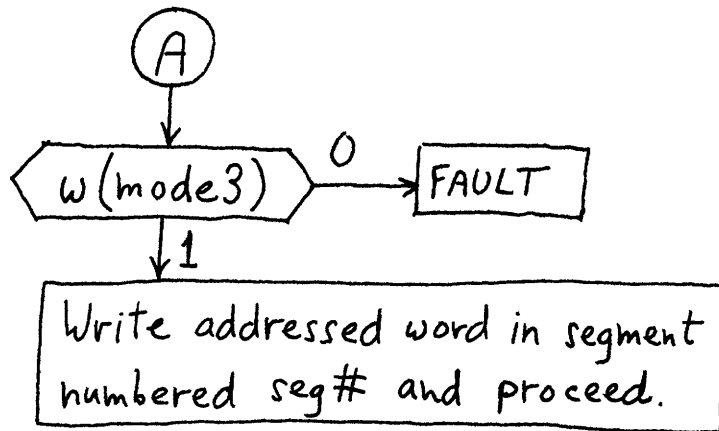 A
w(mode3)
0
FAULT
1
Write addressed word in segment
numbered seg# and proceed.